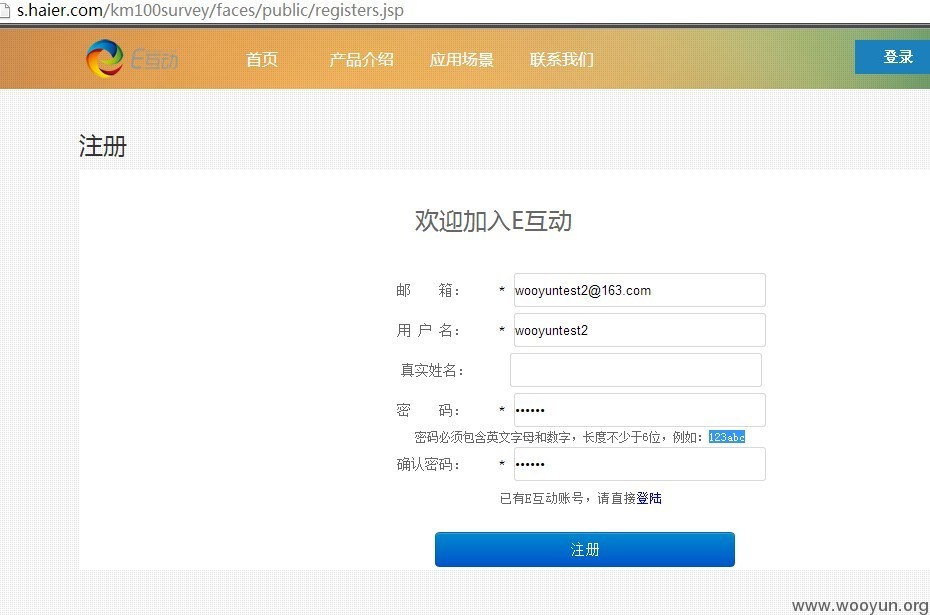 s.haier.com/km100survey/faces/public/registers.jsp
E互动 首页 产品介绍 应用场景 联系我们 登录
注册
欢迎加入E互动
邮 箱： * wooyuntest2@163.com
用 户 名： * wooyuntest2
真实姓名：
密 码： * ••••••
密码必须包含英文字母和数字，长度不少于6位，例如：123abc
确认密码： * ••••••
已有E互动账号，请直接登陆
注册
www.wooyun.org